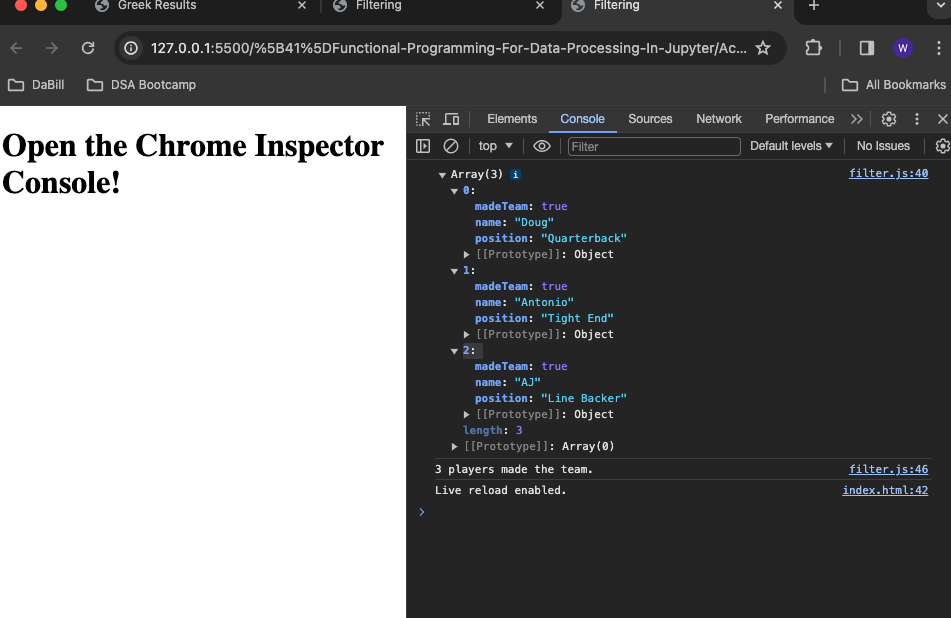 Greek Results
Filtering
Filtering
127.0.0.1:5500/%5B41%5DFunctional-Programming-For-Data-Processing-In-Jupyter/Ac...
W
DaBill
DSA Bootcamp
All Bookmarks
Open the Chrome Inspector
Console!
Elements
Console
Sources
Network
Performance
top
Filter
Default levels
No Issues
Array(3) i filter.js:40
0:
madeTeam: true
name: "Doug"
position: "Quarterback"
[[Prototype]]: Object
1:
madeTeam: true
name: "Antonio"
position: "Tight End"
[[Prototype]]: Object
2:
madeTeam: true
name: "AJ"
position: "Line Backer"
[[Prototype]]: Object
length: 3
[[Prototype]]: Array(0)
3 players made the team. filter.js:46
Live reload enabled. index.html:42